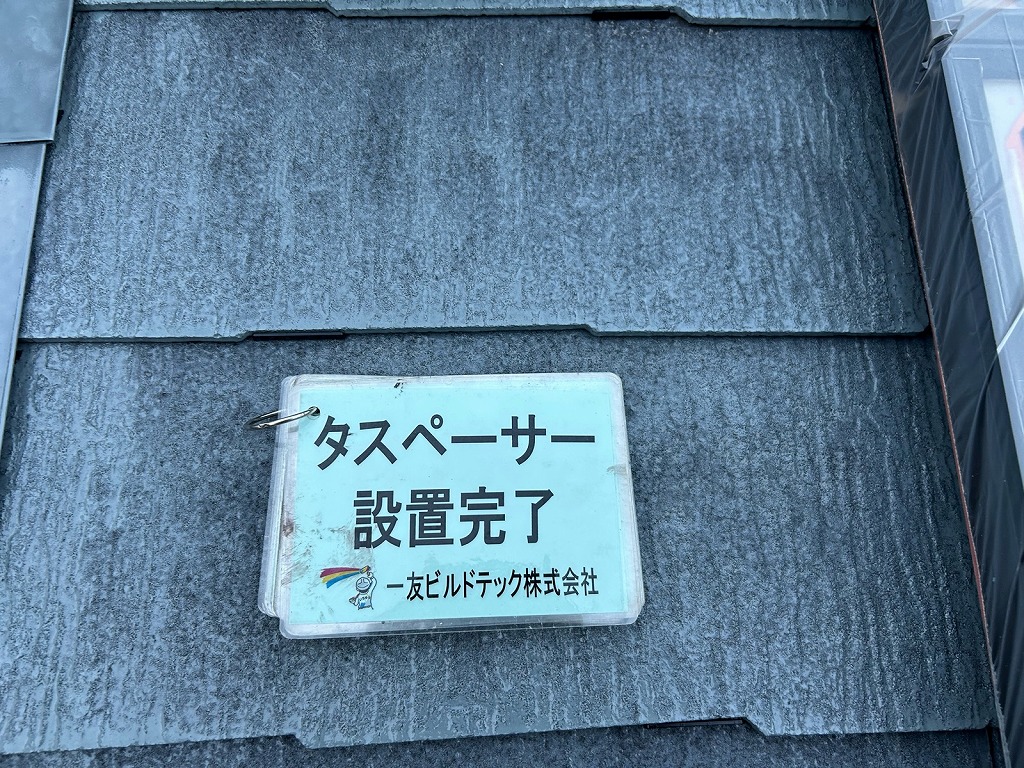 タスペーサー
設置完了
一友ビルドテック株式会社